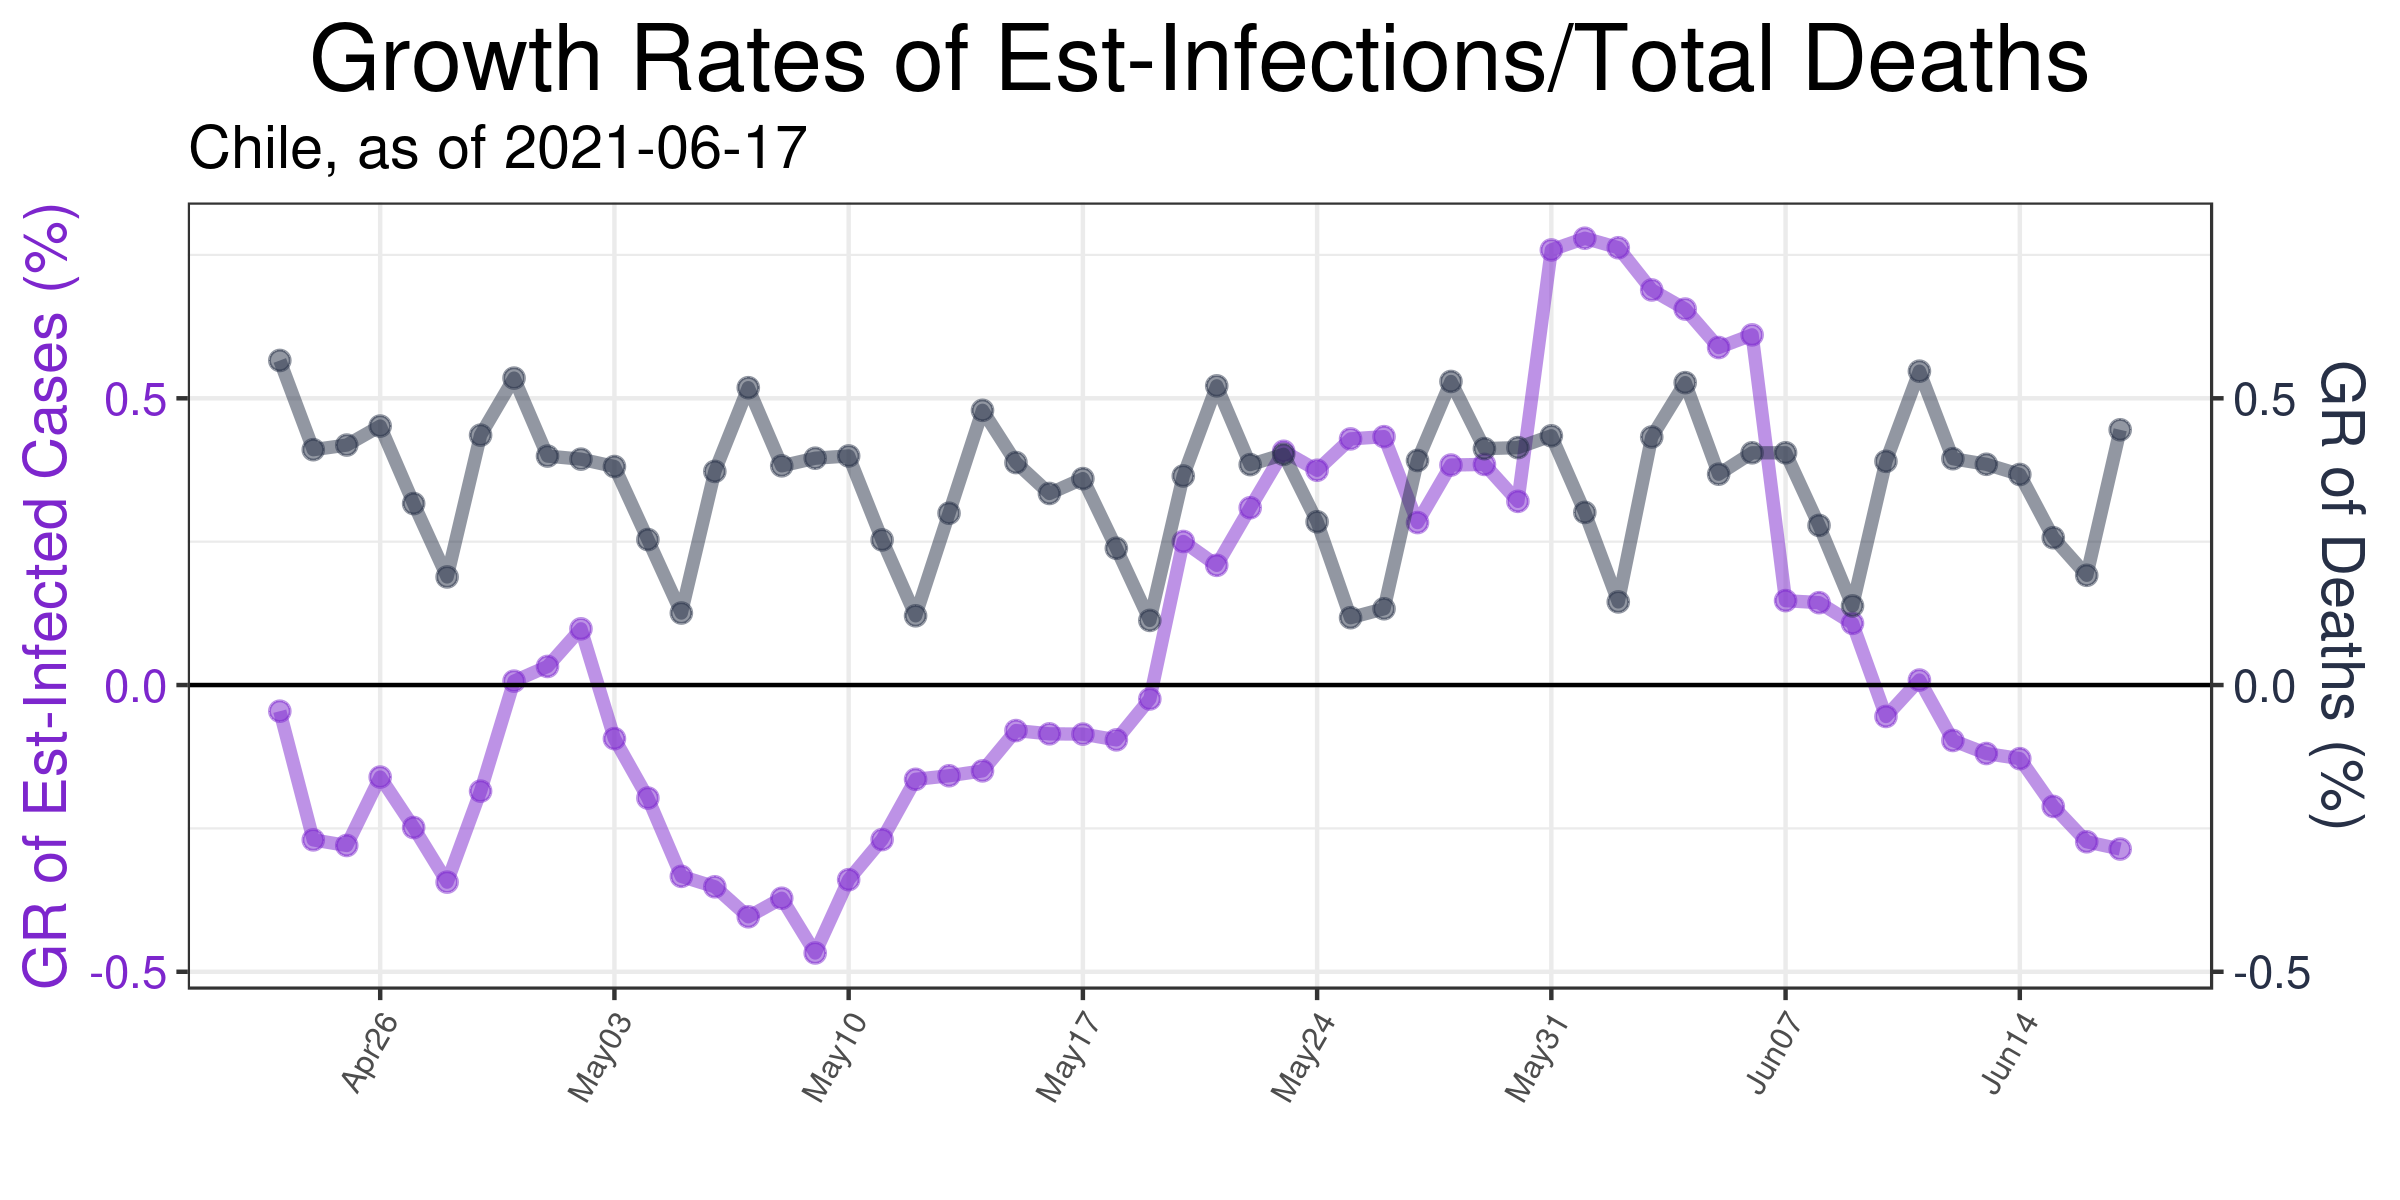 Growth Rates of Est-Infections/Total Deaths
Chile, as of 2021-06-17
GR of Est-Infected Cases (%)
0.5
0.0
-0.5
0.5
0.0
-0.5
GR of Deaths (%)
Apr26
May03
May10
May17
May24
May31
Jun07
Jun14